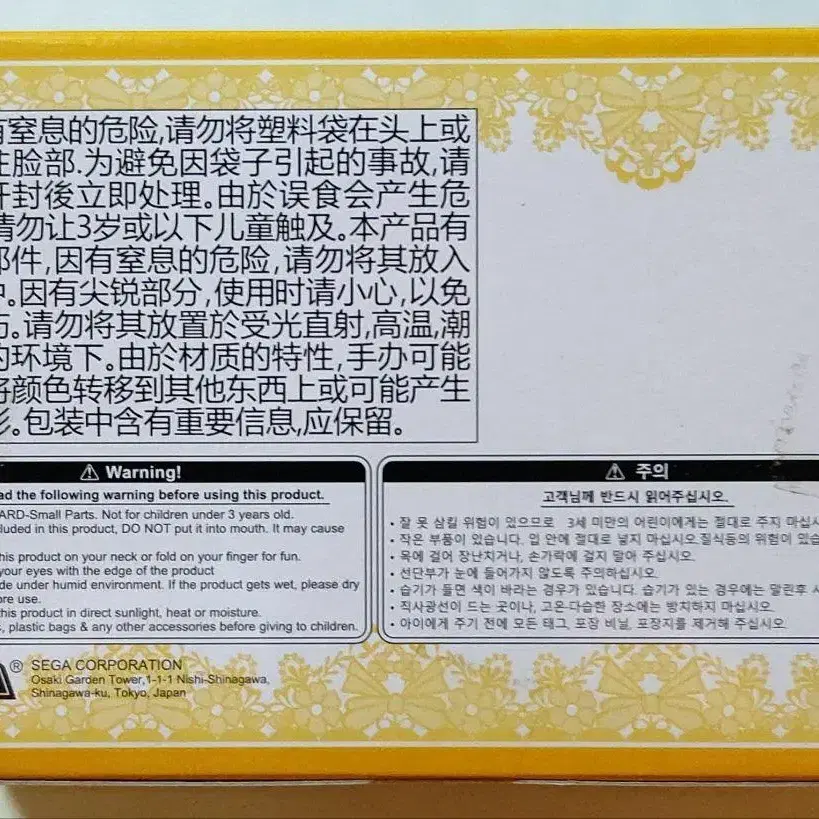 有窒息的危险,请勿将塑料袋在头上或
住脸部.为避免因袋子引起的事故,请
开封後立即处理。由於误食会产生危
请勿让3岁或以下儿童触及。本产品有
部件,因有窒息的危险,请勿将其放入
中。因有尖锐部分,使用时请小心,以免
伤。请勿将其放置於受光直射,高温,潮
的环境下。由於材质的特性,手办可能
将颜色转移到其他东西上或可能产生
形。包装中含有重要信息,应保留。
⚠ Warning!
ad the following warning before using this product.
ARD-Small Parts. Not for children under 3 years old.
cluded in this product, DO NOT put it into mouth. It may cause
his product on your neck or fold on your finger for fun.
your eyes with the edge of the product
de under humid environment. If the product gets wet, please dry
ore use.
his product in direct sunlight, heat or moisture.
s, plastic bags & any other accessories before giving to children.
⚠ 주의
고객님께 반드시 읽어주십시오.
• 잘 못 삼킬 위험이 있으므로 3세 미만의 어린이에게는 절대로 주지 마십시
• 작은 부품이 있습니다. 입 안에 절대로 넣지 마십시오.질식등의 위험이 있습
• 목에 걸어 장난치거나, 손가락에 걸지 말아 주십시오.
• 선단부가 눈에 들어가지 않도록 주의하십시오.
• 습기가 들면 색이 바라는 경우가 있습니다. 습기가 있는 경우에는 말린후 사
• 직사광선이 드는 곳이나, 고온·다습한 장소에는 방치하지 마십시오.
• 아이에게 주기 전에 모든 태그, 포장 비닐, 포장지를 제거해 주십시오.
® SEGA CORPORATION
Osaki Garden Tower,1-1-1 Nishi-Shinagawa,
Shinagawa-ku, Tokyo, Japan